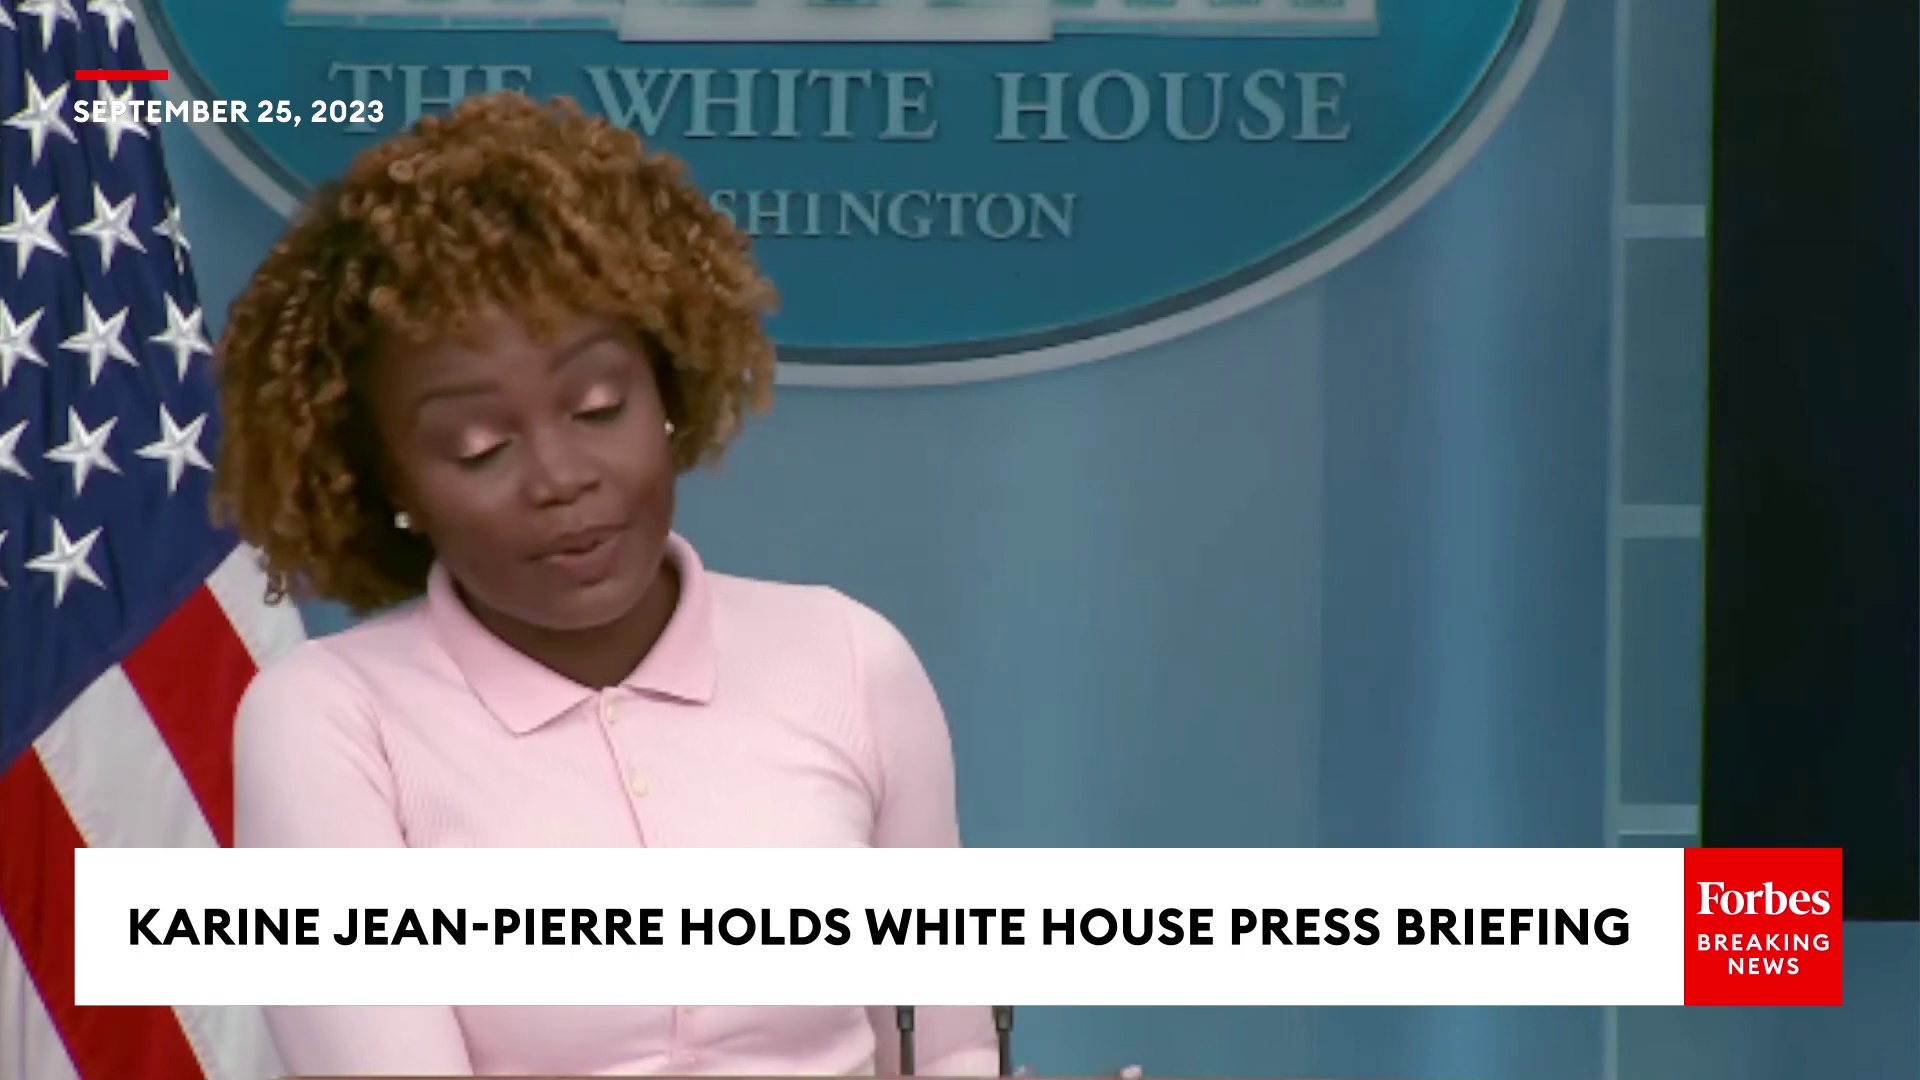 THE WHITE HOUSE
SEPTEMBER 25, 2023
SHINGTON
KARINE JEAN-PIERRE HOLDS WHITE HOUSE PRESS BRIEFING
Forbes
BREAKING
NEWS